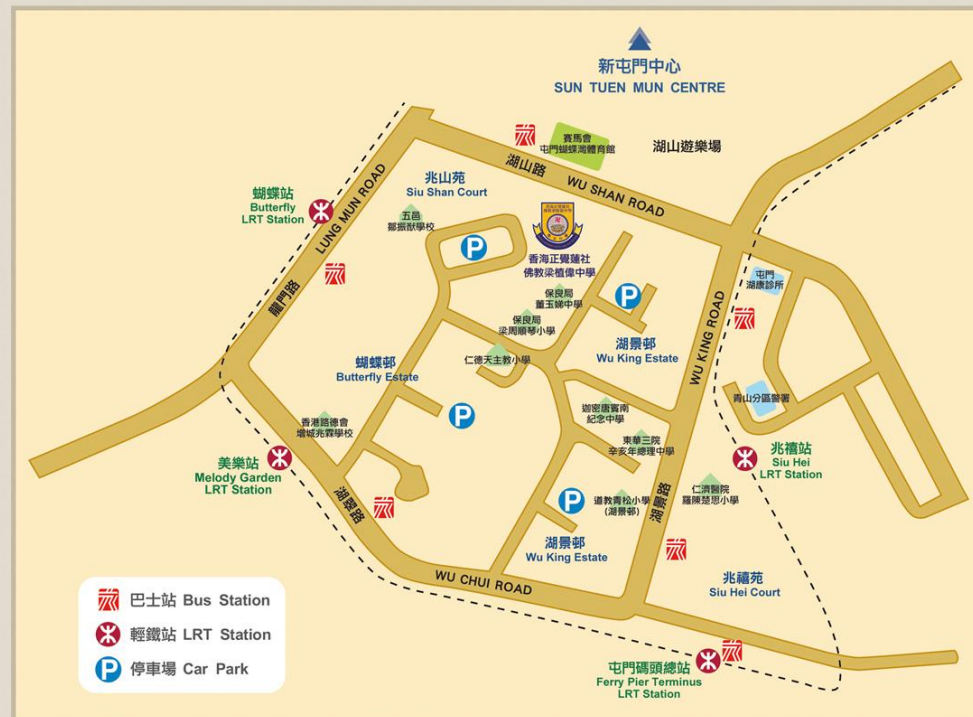 新屯門中心
SUN TUEN MUN CENTRE
賽馬會
屯門蝴蝶灣體育館
湖山遊樂場
湖山路 WU SHAN ROAD
兆山苑
Siu Shan Court
蝴蝶站
Butterfly
LRT Station
龍門路 LUNG MUN ROAD
五邑
鄒振猷學校
香海正覺蓮社
佛教梁植偉中學
P
屯門
湖康診所
保良局
董玉娣中學
P
保良局
梁周順琴小學
湖景邨
Wu King Estate
湖景路 WU KING ROAD
蝴蝶邨
Butterfly Estate
仁德天主教小學
青山分區警署
P
迦密唐賓南
紀念中學
香港路德會
增城兆霖學校
東華三院
辛亥年總理中學
兆禧站
Siu Hei
LRT Station
美樂站
Melody Garden
LRT Station
仁濟醫院
羅陳楚思小學
P
道教青松小學
(湖景邨)
湖翠路 WU CHUI ROAD
湖景邨
Wu King Estate
兆禧苑
Siu Hei Court
巴士站 Bus Station
輕鐵站 LRT Station
P 停車場 Car Park
屯門碼頭總站
Ferry Pier Terminus
LRT Station